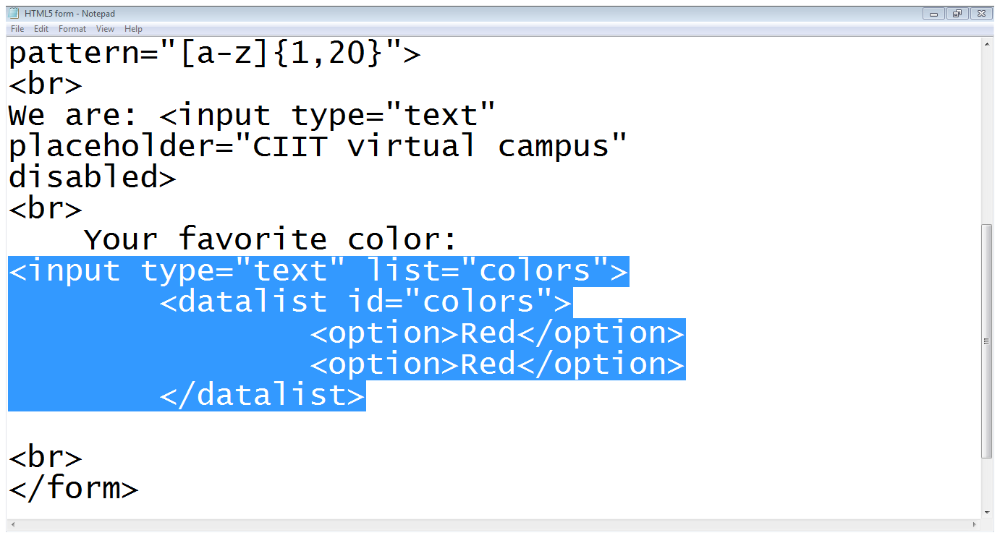 HTML5 form - Notepad
File Edit Format View Help
pattern="[a-z]{1,20}">
<br>
We are: <input type="text"
placeholder="CIIT virtual campus"
disabled>
<br>
Your favorite color:
<input type="text" list="colors">
<datalist id="colors">
<option>Red</option>
<option>Red</option>
</datalist>
<br>
</form>